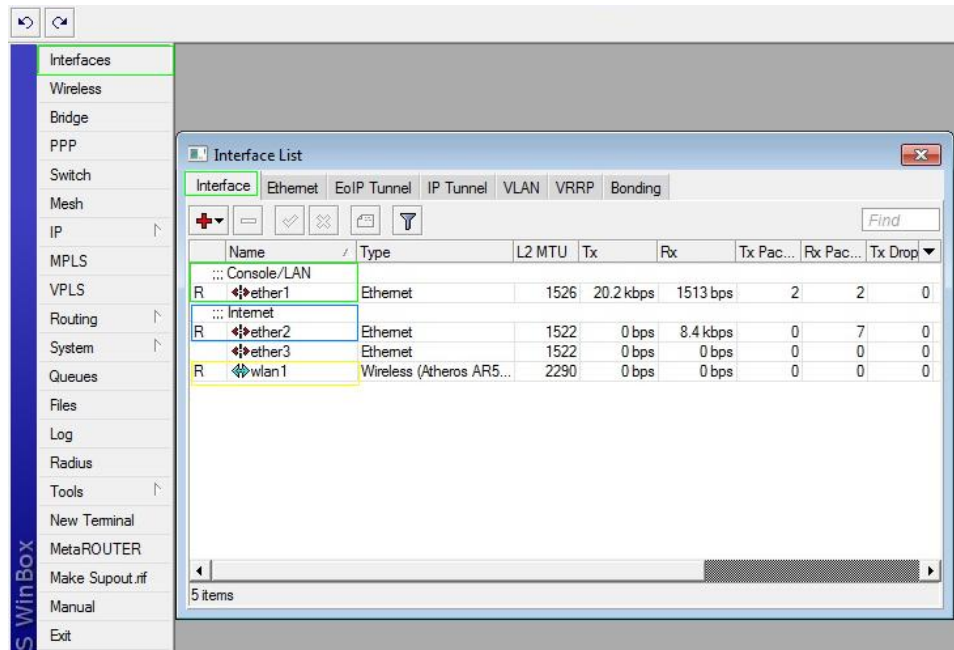 Interfaces
Wireless
Bridge
PPP
Switch
Mesh
IP
MPLS
VPLS
Routing
System
Queues
Files
Log
Radius
Tools
New Terminal
MetaROUTER
Make Supout.rif
Manual
Exit
S WinBox
Interface List
Interface Ethernet EoIP Tunnel IP Tunnel VLAN VRRP Bonding
Find
Name Type L2 MTU Tx Rx Tx Pac... Rx Pac... Tx Drop
::: Console/LAN
R ether1 Ethernet 1526 20.2 kbps 1513 bps 2 2 0
::: Internet
R ether2 Ethernet 1522 0 bps 8.4 kbps 0 7 0
ether3 Ethernet 1522 0 bps 0 bps 0 0 0
R wlan1 Wireless (Atheros AR5... 2290 0 bps 0 bps 0 0 0
5 items